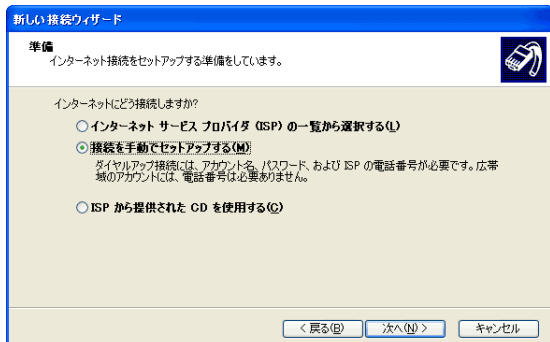 新しい接続ウィザード
準備
インターネット接続をセットアップする準備をしています。
インターネットにどう接続しますか?
インターネット サービス プロバイダ (ISP) の一覧から選択する(L)
接続を手動でセットアップする(M)
ダイヤルアップ接続には、アカウント名、パスワード、および ISP の電話番号が必要です。広帯
域のアカウントには、電話番号は必要ありません。
ISP から提供された CD を使用する(C)
< 戻る(B) 次へ(N) > キャンセル